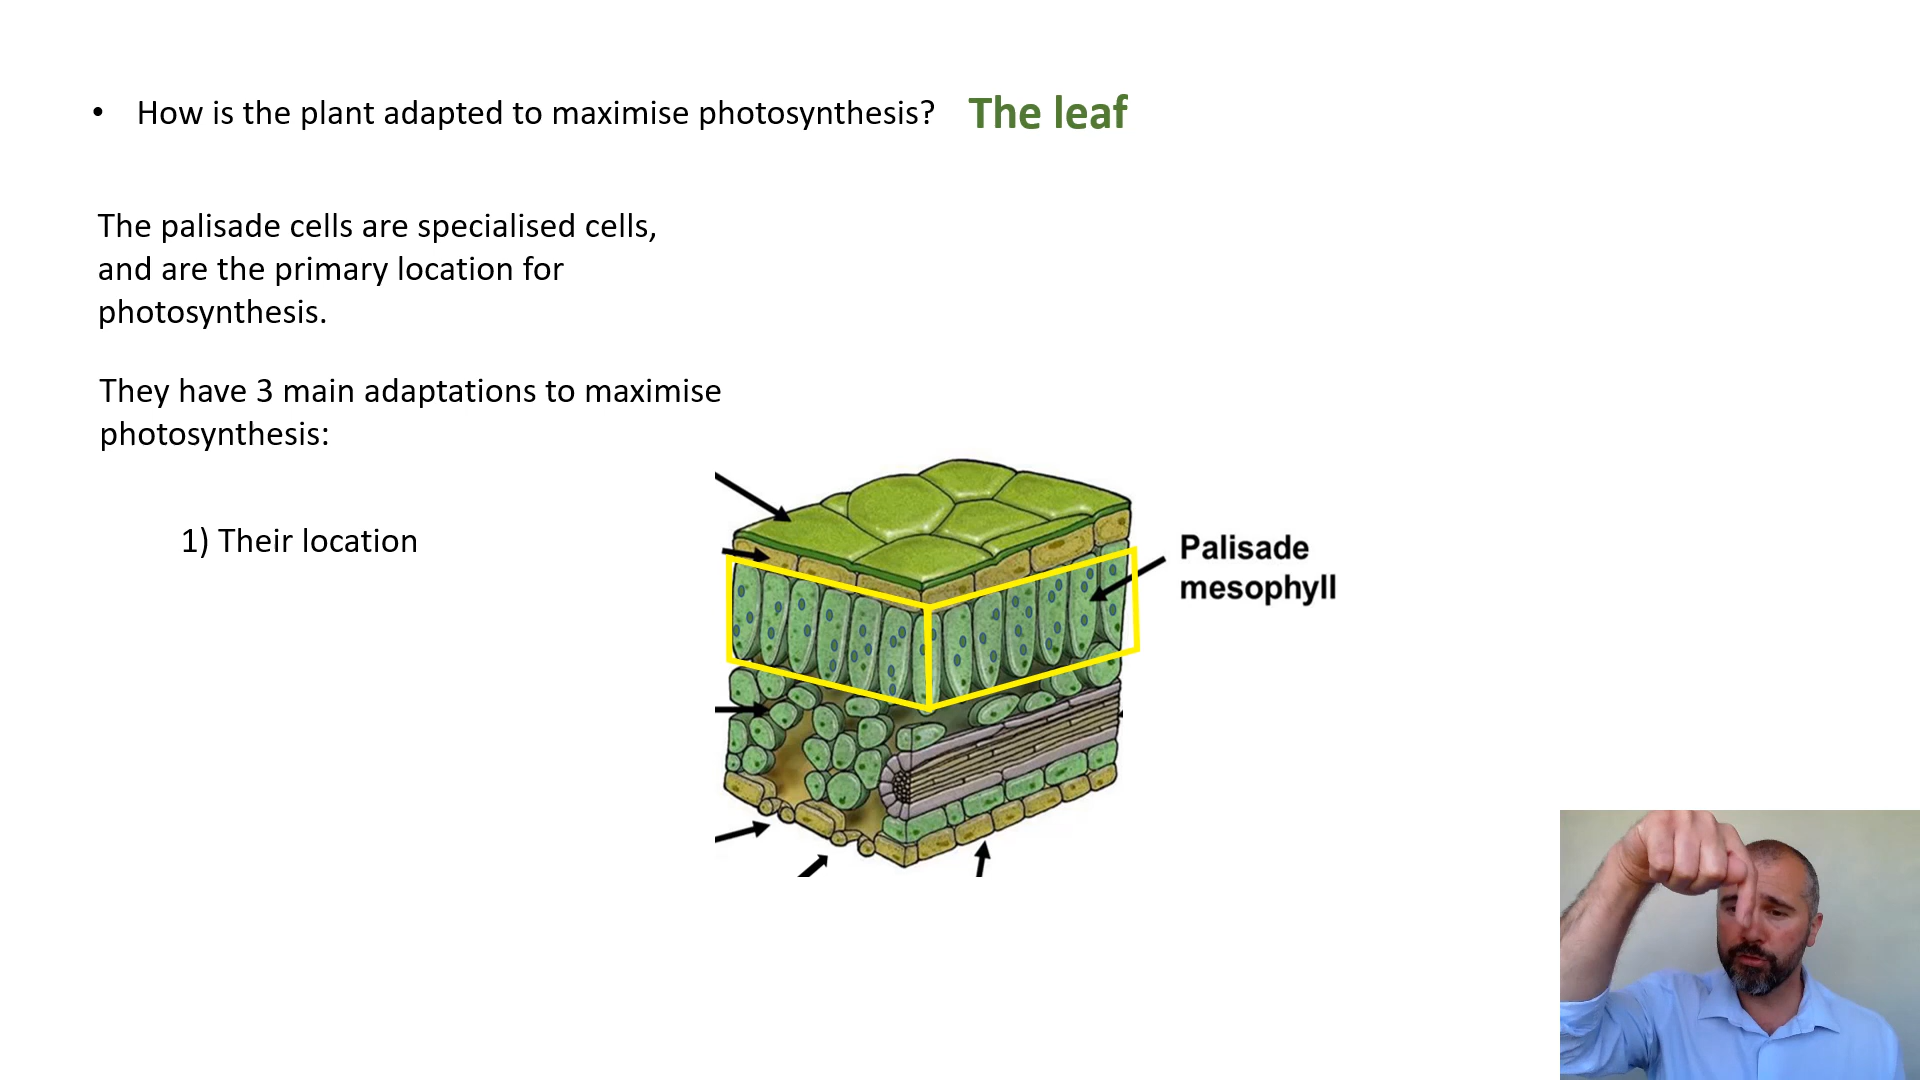 • How is the plant adapted to maximise photosynthesis? The leaf
The palisade cells are specialised cells,
and are the primary location for
photosynthesis.
They have 3 main adaptations to maximise
photosynthesis:
1) Their location
Palisade
mesophyll